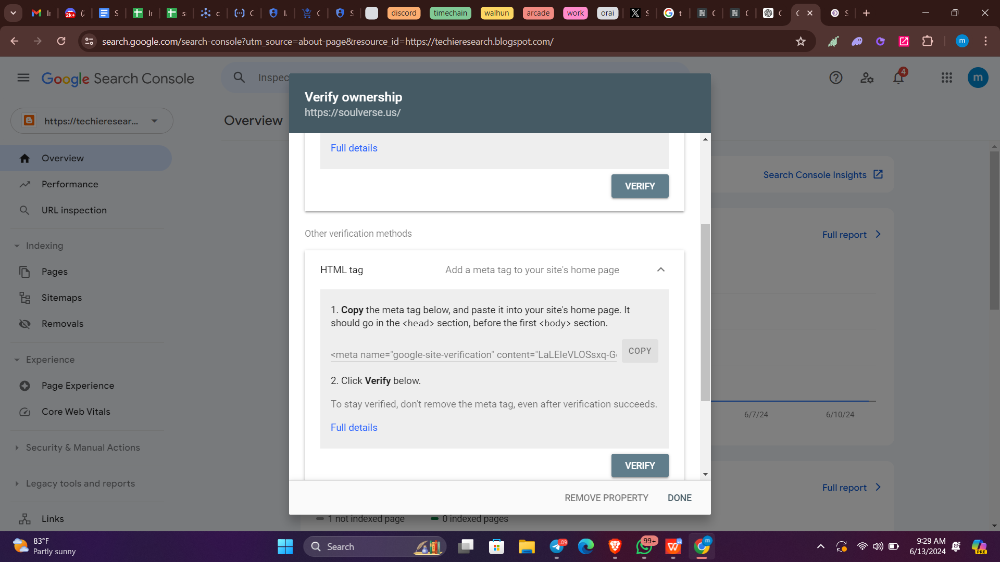 2k+
discord
timechain
walhun
arcade
work
orai
search.google.com/search-console?utm_source=about-page&resource_id=https://techieresearch.blogspot.com/
m
Google Search Console
Inspec
4
m
https://techieresear...
Overview
Overview
Performance
URL inspection
Indexing
Pages
Sitemaps
Removals
Experience
Page Experience
Core Web Vitals
Security & Manual Actions
Legacy tools and reports
Links
Verify ownership
https://soulverse.us/
Full details
VERIFY
Other verification methods
HTML tag
Add a meta tag to your site's home page
1. Copy the meta tag below, and paste it into your site's home page. It
should go in the <head> section, before the first <body> section.
<meta name="google-site-verification" content="LaLEIeVLOSsxq-G
COPY
2. Click Verify below.
To stay verified, don't remove the meta tag, even after verification succeeds.
Full details
VERIFY
REMOVE PROPERTY
DONE
1 not indexed page
0 indexed pages
Search Console Insights
Full report
6/7/24
6/10/24
Full report
83°F
Partly sunny
Search
.09
99+
m
9:29 AM
6/13/2024
PRE